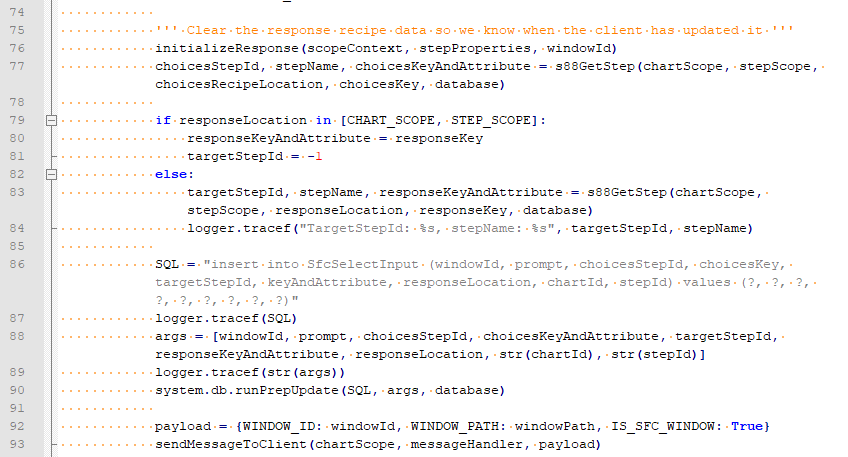 74
75 ''' Clear the response recipe data so we know when the client has updated it '''
76 initializeResponse(scopeContext, stepProperties, windowId)
77 choicesStepId, stepName, choicesKeyAndAttribute = s88GetStep(chartScope, stepScope,
choicesRecipeLocation, choicesKey, database)
78
79 if responseLocation in [CHART_SCOPE, STEP_SCOPE]:
80 responseKeyAndAttribute = responseKey
81 targetStepId = -1
82 else:
83 targetStepId, stepName, responseKeyAndAttribute = s88GetStep(chartScope,
stepScope, responseLocation, responseKey, database)
84 logger.tracef("TargetStepId: %s, stepName: %s", targetStepId, stepName)
85
86 SQL = "insert into SfcSelectInput (windowId, prompt, choicesStepId, choicesKey,
targetStepId, keyAndAttribute, responseLocation, chartId, stepId) values (?, ?, ?,
?, ?, ?, ?, ?, ?)"
87 logger.tracef(SQL)
88 args = [windowId, prompt, choicesStepId, choicesKeyAndAttribute, targetStepId,
responseKeyAndAttribute, responseLocation, str(chartId), str(stepId)]
89 logger.tracef(str(args))
90 system.db.runPrepUpdate(SQL, args, database)
91
92 payload = {WINDOW_ID: windowId, WINDOW_PATH: windowPath, IS_SFC_WINDOW: True}
93 sendMessageToClient(chartScope, messageHandler, payload)